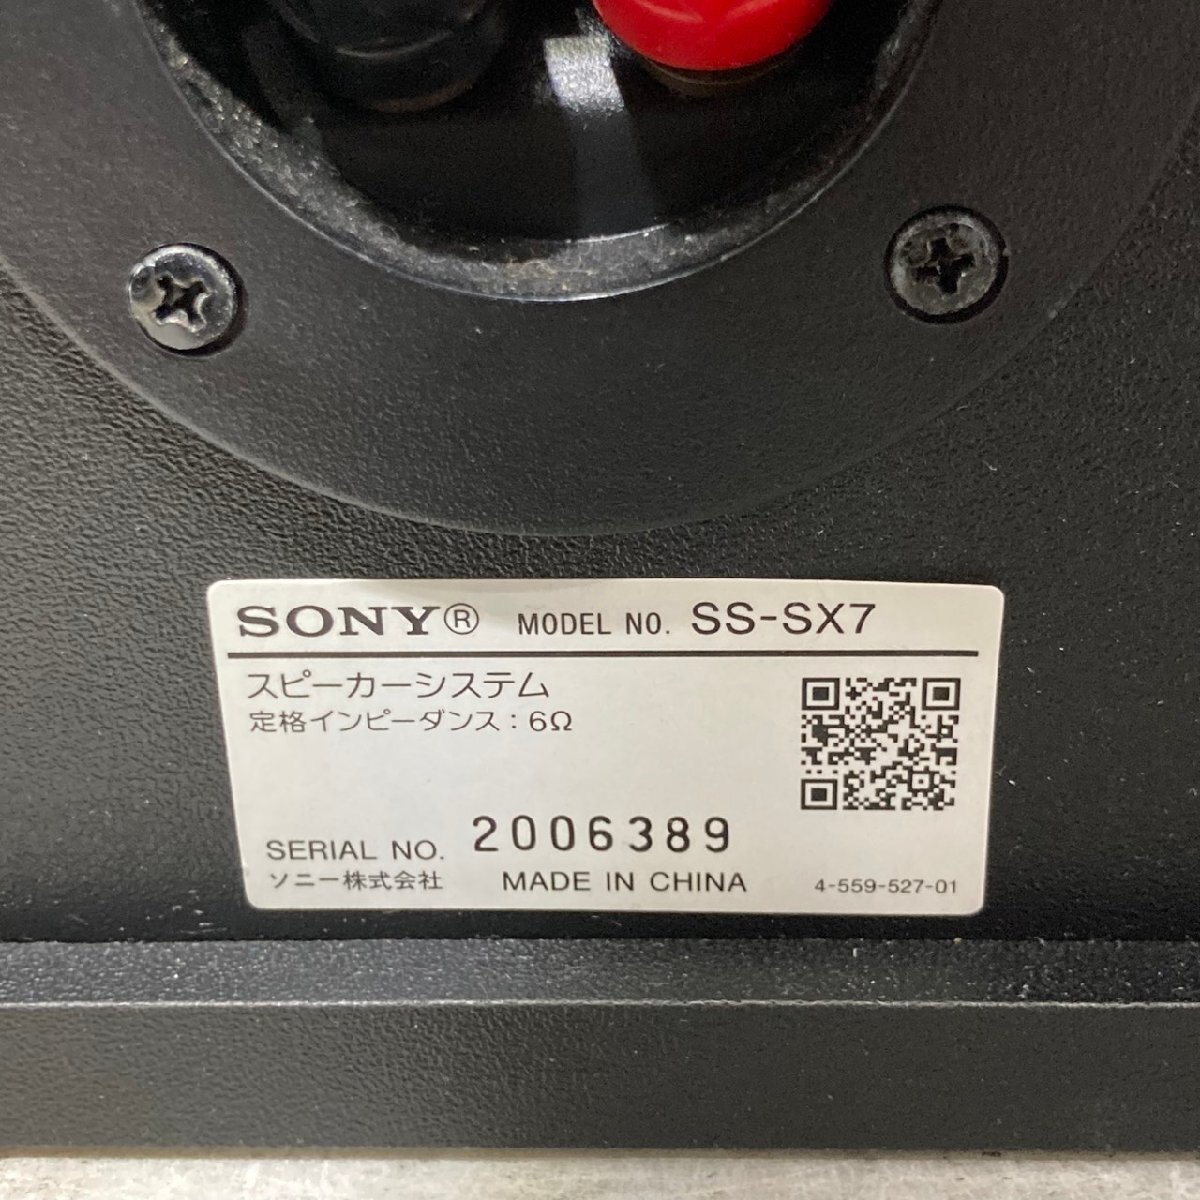 SONY® MODEL NO. SS-SX7
スピーカーシステム
定格インピーダンス：6Ω
SERIAL NO. 2006389
ソニー株式会社 MADE IN CHINA 4-559-527-01